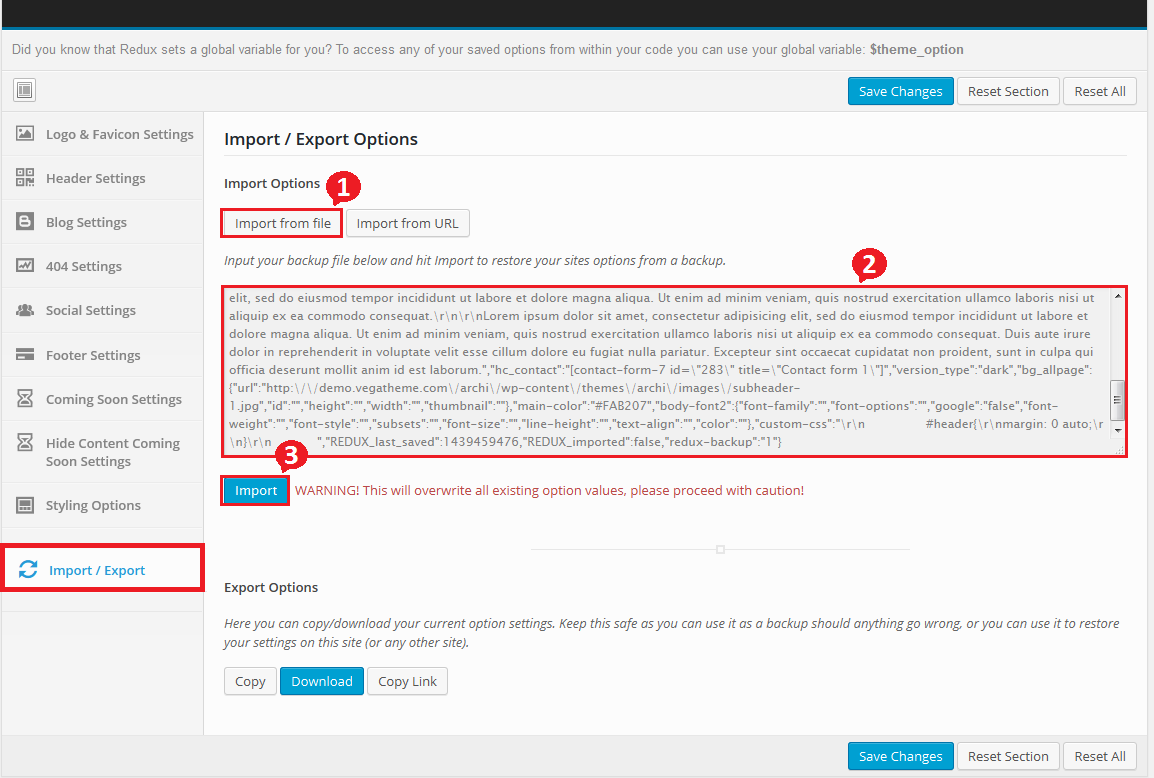 Did you know that Redux sets a global variable for you? To access any of your saved options from within your code you can use your global variable: $theme_option
Save Changes
Reset Section
Reset All
Logo & Favicon Settings
Header Settings
Blog Settings
404 Settings
Social Settings
Footer Settings
Coming Soon Settings
Hide Content Coming
Soon Settings
Styling Options
Import / Export
Import / Export Options
Import Options
1
Import from file
Import from URL
Input your backup file below and hit Import to restore your sites options from a backup.
2
elit, sed do eiusmod tempor incididunt ut labore et dolore magna aliqua. Ut enim ad minim veniam, quis nostrud exercitation ullamco laboris nisi ut
aliquip ex ea commodo consequat.\r\n\r\nLorem ipsum dolor sit amet, consectetur adipisicing elit, sed do eiusmod tempor incididunt ut labore et
dolore magna aliqua. Ut enim ad minim veniam, quis nostrud exercitation ullamco laboris nisi ut aliquip ex ea commodo consequat. Duis aute irure
dolor in reprehenderit in voluptate velit esse cillum dolore eu fugiat nulla pariatur. Excepteur sint occaecat cupidatat non proident, sunt in culpa qui
officia deserunt mollit anim id est laborum.","hc_contact":"[contact-form-7 id=\"283\" title=\"Contact form 1\"]","version_type":"dark","bg_allpage":
{"url":"http:\/\/demo.vegatheme.com\/archi\/wp-content\/themes\/archi\/images\/subheader-
1.jpg","id":"","height":"","width":"","thumbnail":""},"main-color":"#FAB207","body-font2":{"font-family":"","font-options":"","google":"false","font-
weight":"","font-style":"","subsets":"","font-size":"","line-height":"","text-align":"","color":""},"custom-css":"\r\n #header{\r\nmargin: 0 auto;\r
\n}\r\n ","REDUX_last_saved":1439459476,"REDUX_imported":false,"redux-backup":"1"}
3
Import
WARNING! This will overwrite all existing option values, please proceed with caution!
Export Options
Here you can copy/download your current option settings. Keep this safe as you can use it as a backup should anything go wrong, or you can use it to restore
your settings on this site (or any other site).
Copy
Download
Copy Link
Save Changes
Reset Section
Reset All